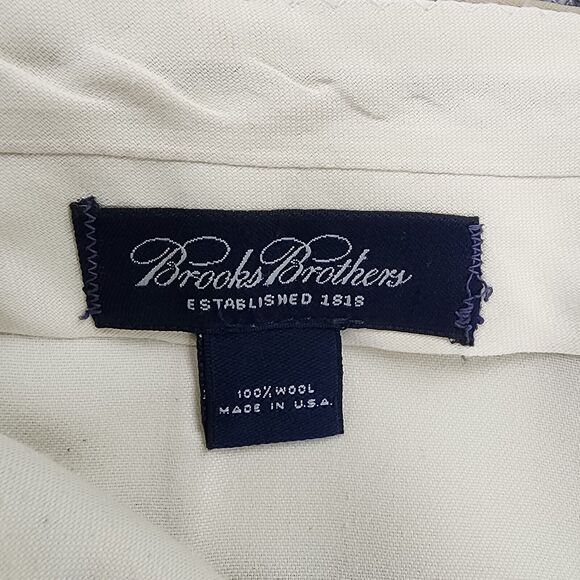 Brooks Brothers
ESTABLISHED 1818
100% WOOL
MADE IN U.S.A.